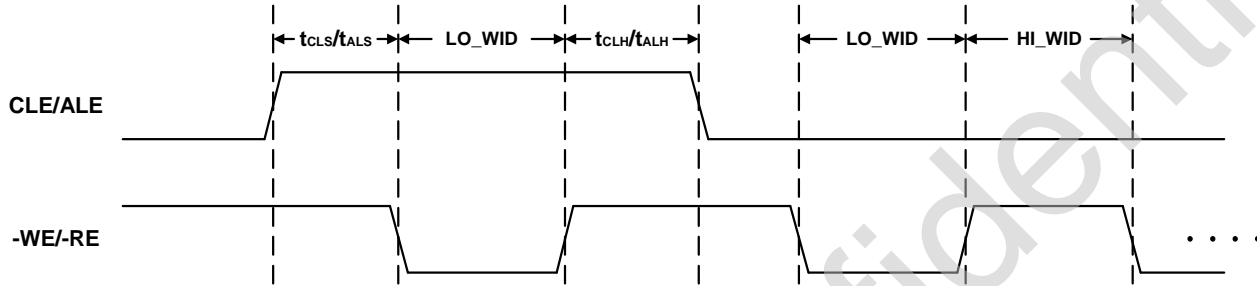 tCLS/tALS LO_WID tCLH/tALH LO_WID HI_WID
CLE/ALE
-WE/-RE
. . . .